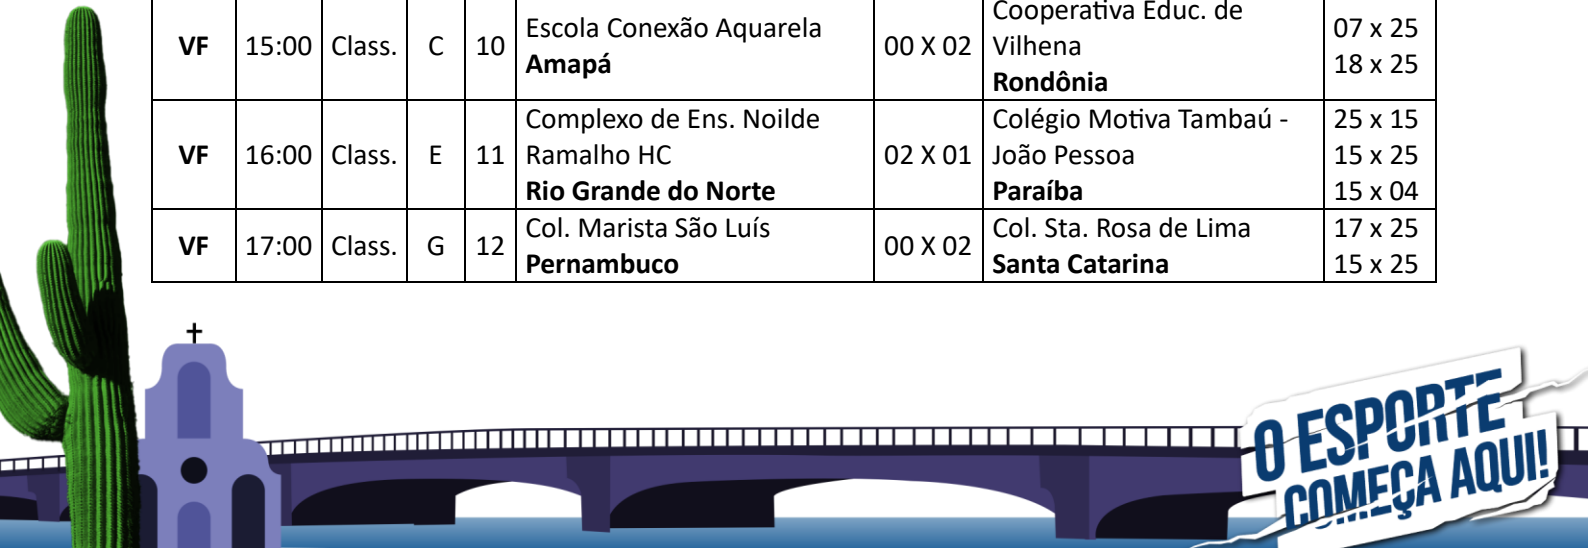 VF 15:00 Class. C 10 Escola Conexão Aquarela Amapá 00 X 02 Cooperativa Educ. de Vilhena Rondônia 07 x 25 18 x 25
VF 16:00 Class. E 11 Complexo de Ens. Noilde Ramalho HC Rio Grande do Norte 02 X 01 Colégio Motiva Tambaú - João Pessoa Paraíba 25 x 15 15 x 25 15 x 04
VF 17:00 Class. G 12 Col. Marista São Luís Pernambuco 00 X 02 Col. Sta. Rosa de Lima Santa Catarina 17 x 25 15 x 25
O ESPORTE
COMEÇA AQUI!